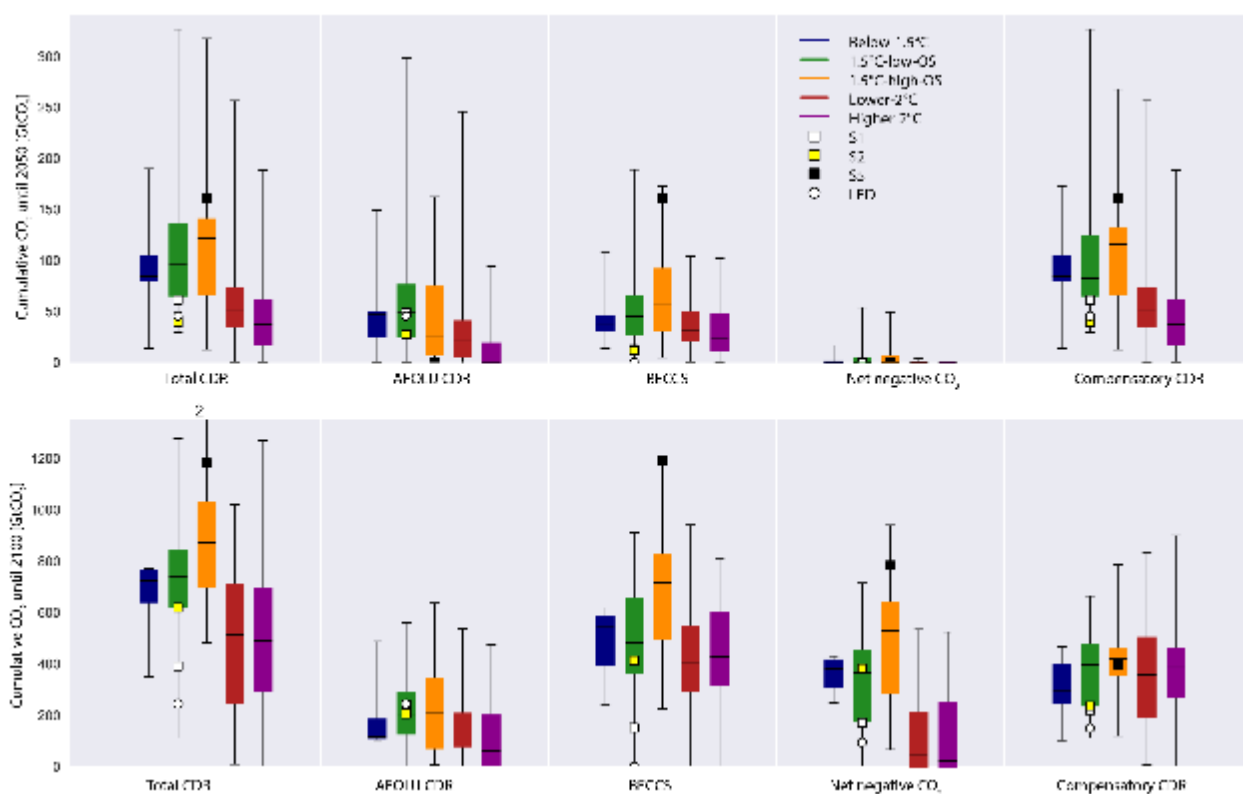 Cumulative CO₂ until 2050 [GtCO₂]
300
250
200
150
100
50
0
Below 1.5°C
1.5°C-low-OS
1.5°C-high-OS
Lower-2°C
Higher 2°C
S1
S2
S5
LED
Total CDR
AFOLU CDR
BECCS
Net negative CO₂
Compensatory CDR
2
Cumulative CO₂ until 2100 [GtCO₂]
1200
1000
800
600
400
200
0
Total CDR
AFOLU CDR
BECCS
Net negative CO₂
Compensatory CDR